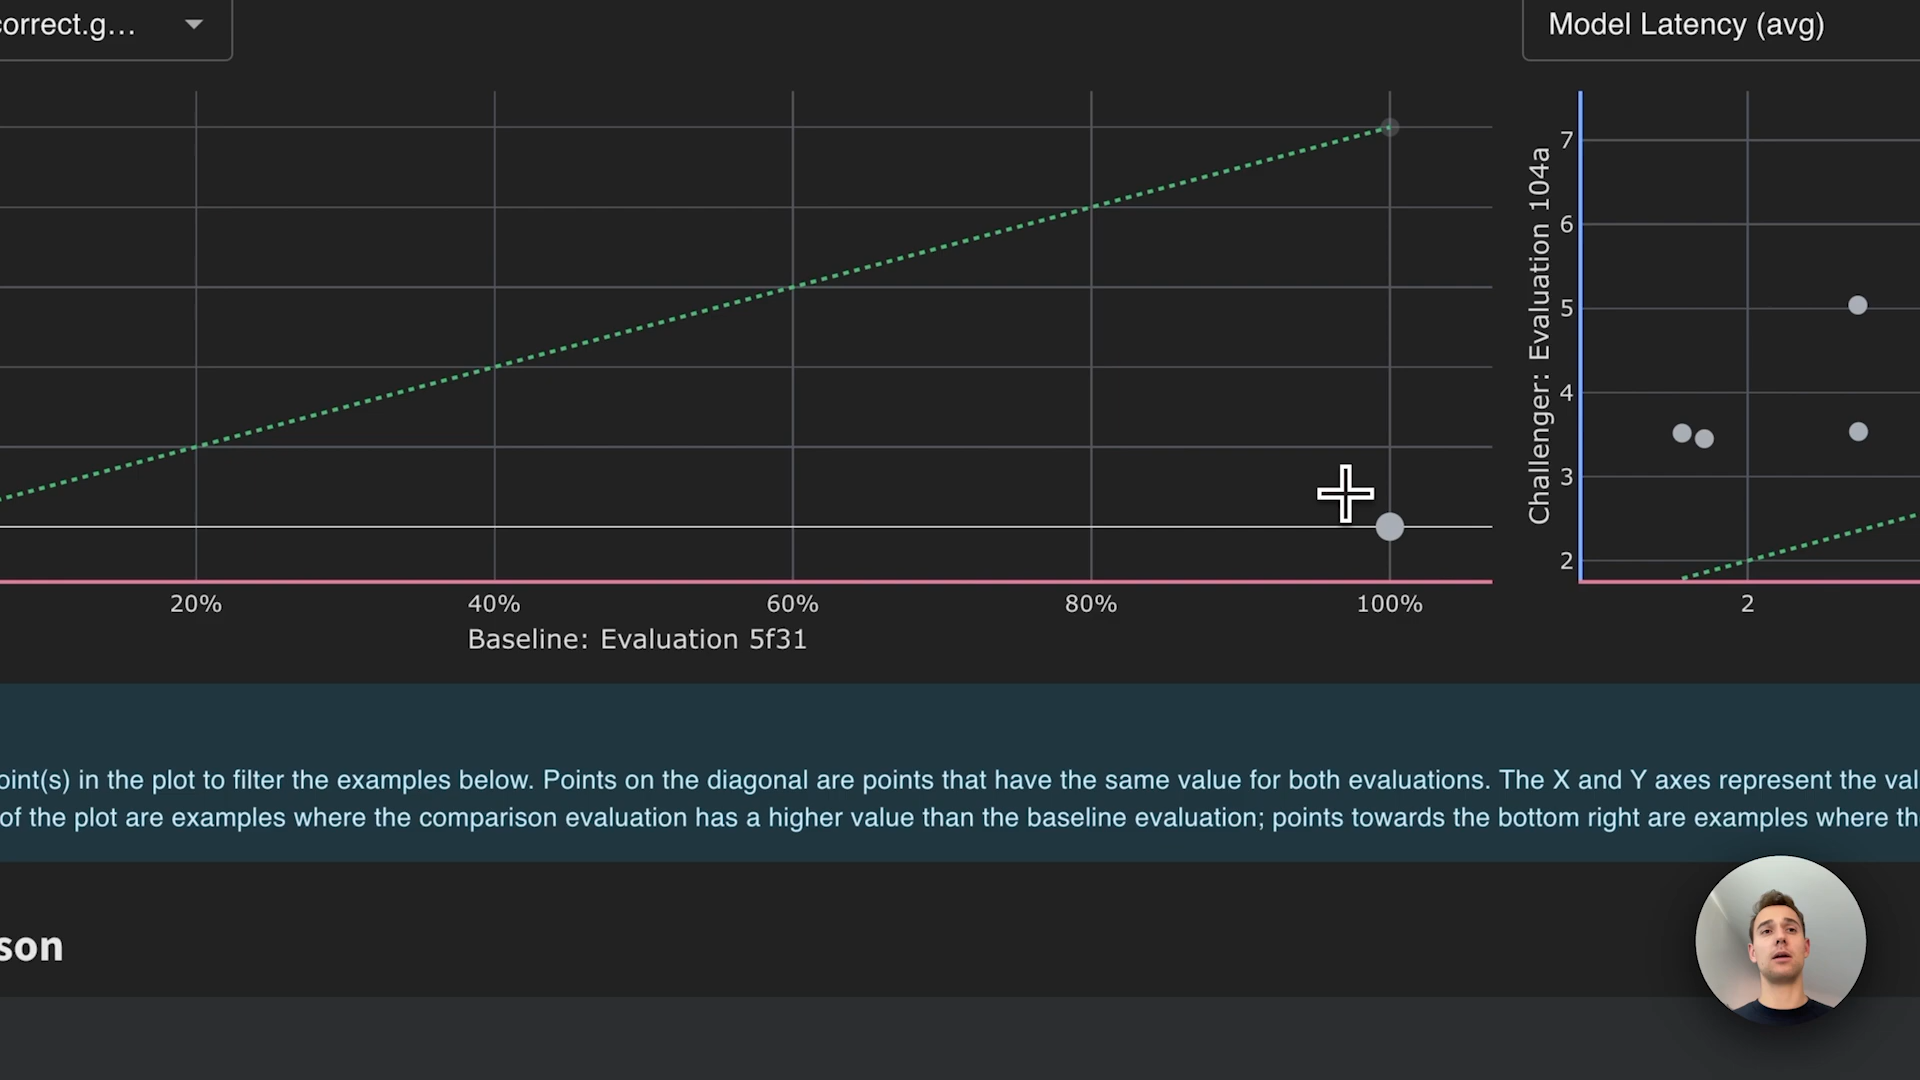 correct.g...
Model Latency (avg)
7
6
5
4
3
2
Challenger: Evaluation 104a
20%
40%
60%
80%
100%
2
Baseline: Evaluation 5f31
oint(s) in the plot to filter the examples below. Points on the diagonal are points that have the same value for both evaluations. The X and Y axes represent the val
of the plot are examples where the comparison evaluation has a higher value than the baseline evaluation; points towards the bottom right are examples where th
son